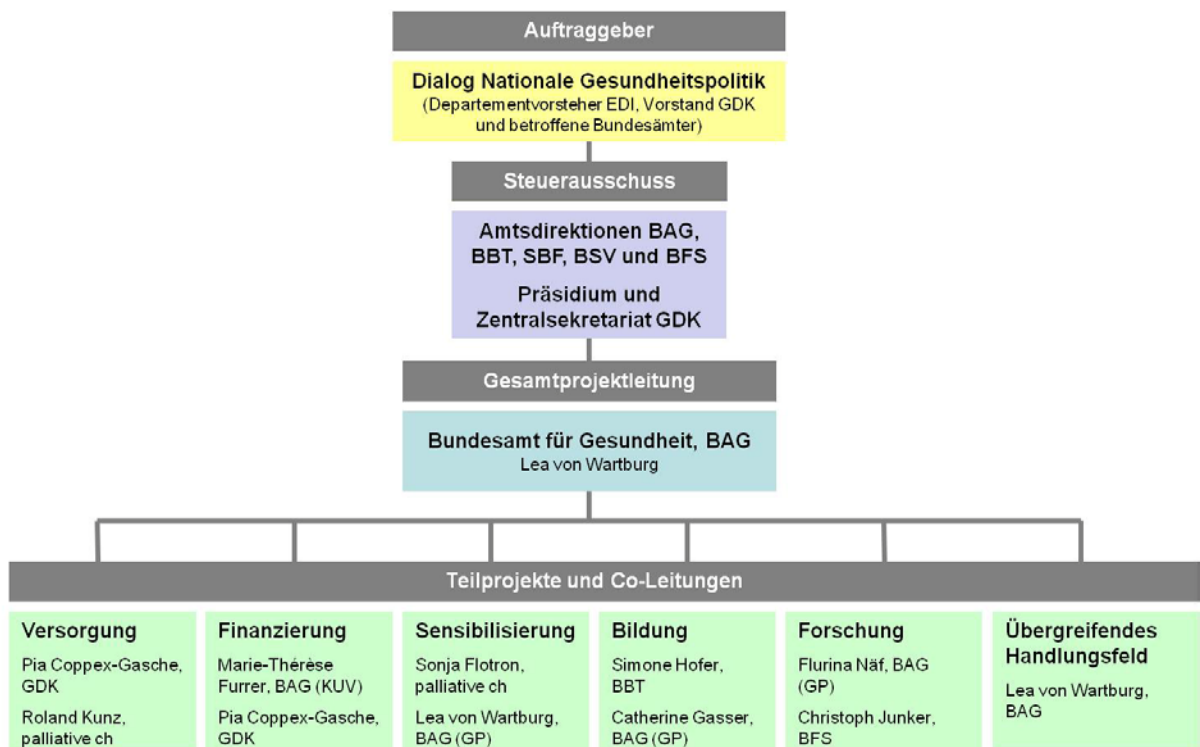 Auftraggeber
Dialog Nationale Gesundheitspolitik
(Departementvorsteher EDI, Vorstand GDK
und betroffene Bundesämter)
Steuerausschuss
Amtsdirektionen BAG,
BBT, SBF, BSV und BFS
Präsidium und
Zentralsekretariat GDK
Gesamtprojektleitung
Bundesamt für Gesundheit, BAG
Lea von Wartburg
Teilprojekte und Co-Leitungen
Versorgung
Pia Coppex-Gasche,
GDK
Roland Kunz,
palliative ch
Finanzierung
Marie-Thérèse
Furrer, BAG (KUV)
Pia Coppex-Gasche,
GDK
Sensibilisierung
Sonja Flotron,
palliative ch
Lea von Wartburg,
BAG (GP)
Bildung
Simone Hofer,
BBT
Catherine Gasser,
BAG (GP)
Forschung
Flurina Näf, BAG
(GP)
Christoph Junker,
BFS
Übergreifendes
Handlungsfeld
Lea von Wartburg,
BAG